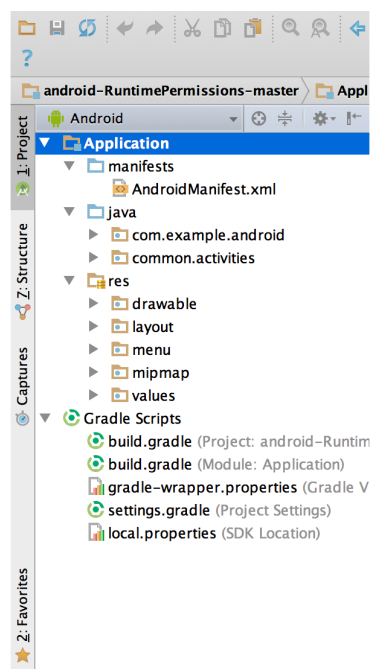 ?
android-RuntimePermissions-master
Appl
Android
Application
manifests
AndroidManifest.xml
java
com.example.android
common.activities
res
drawable
layout
menu
mipmap
values
Gradle Scripts
build.gradle (Project: android-Runtim
build.gradle (Module: Application)
gradle-wrapper.properties (Gradle V
settings.gradle (Project Settings)
local.properties (SDK Location)
1: Project
7: Structure
Captures
2: Favorites